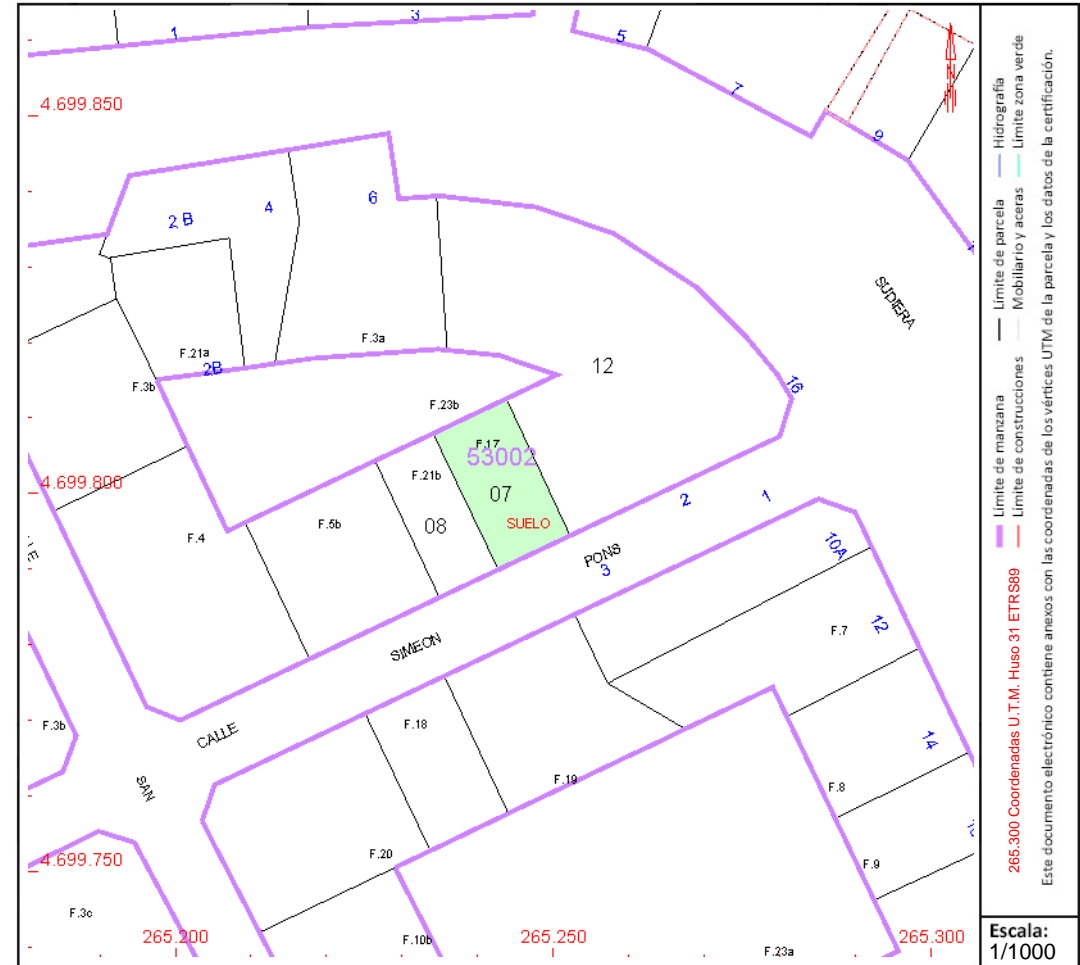 1
3
5
7
9
4.699.850
2 B
4
6
SUDIERA
F.21a
F.3a
2B
12
F.3b
16
F.23b
F.17
53002
F.21b
07
4.699.800
08
SUELO
F.5b
F.4
2
1
PONS
3
10A
SIMEON
F.7
12
F.3b
F.18
CALLE
14
SAN
F.19
F.8
F.20
4.699.750
F.9
F.3c
265.200
265.250
265.300
F.10b
F.23a
Límite de manzana
Límite de parcela
Hidrografía
Límite de construcciones
Mobiliario y aceras
Límite zona verde
265.300 Coordenadas U.T.M. Huso 31 ETRS89
Este documento electrónico contiene anexos con las coordenadas de los vértices UTM de la parcela y los datos de la certificación.
Escala:
1/1000